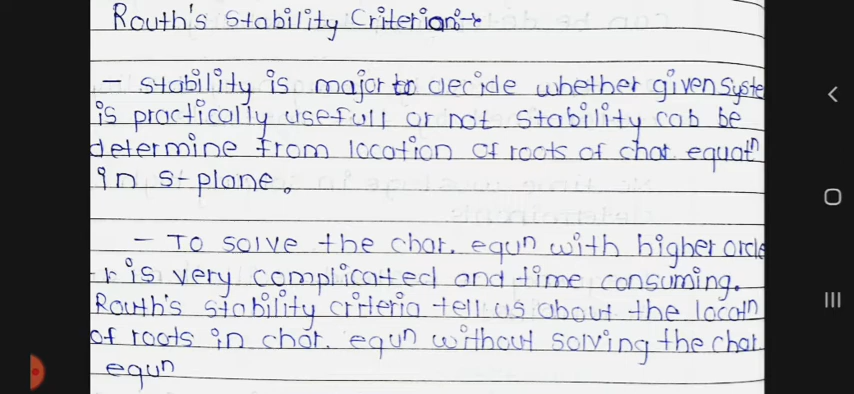 Routh's Stability Criterion:→
- stability is major to decide whether given syste
is practically usefull or not stability cab be
determine from location of roots of char. equatn
in s-plane.
- To solve the char. equn with higher orde
r is very complicated and time consuming.
Routh's stability criteria tell us about the locatn
of roots in char. equn without solving the char.
equn